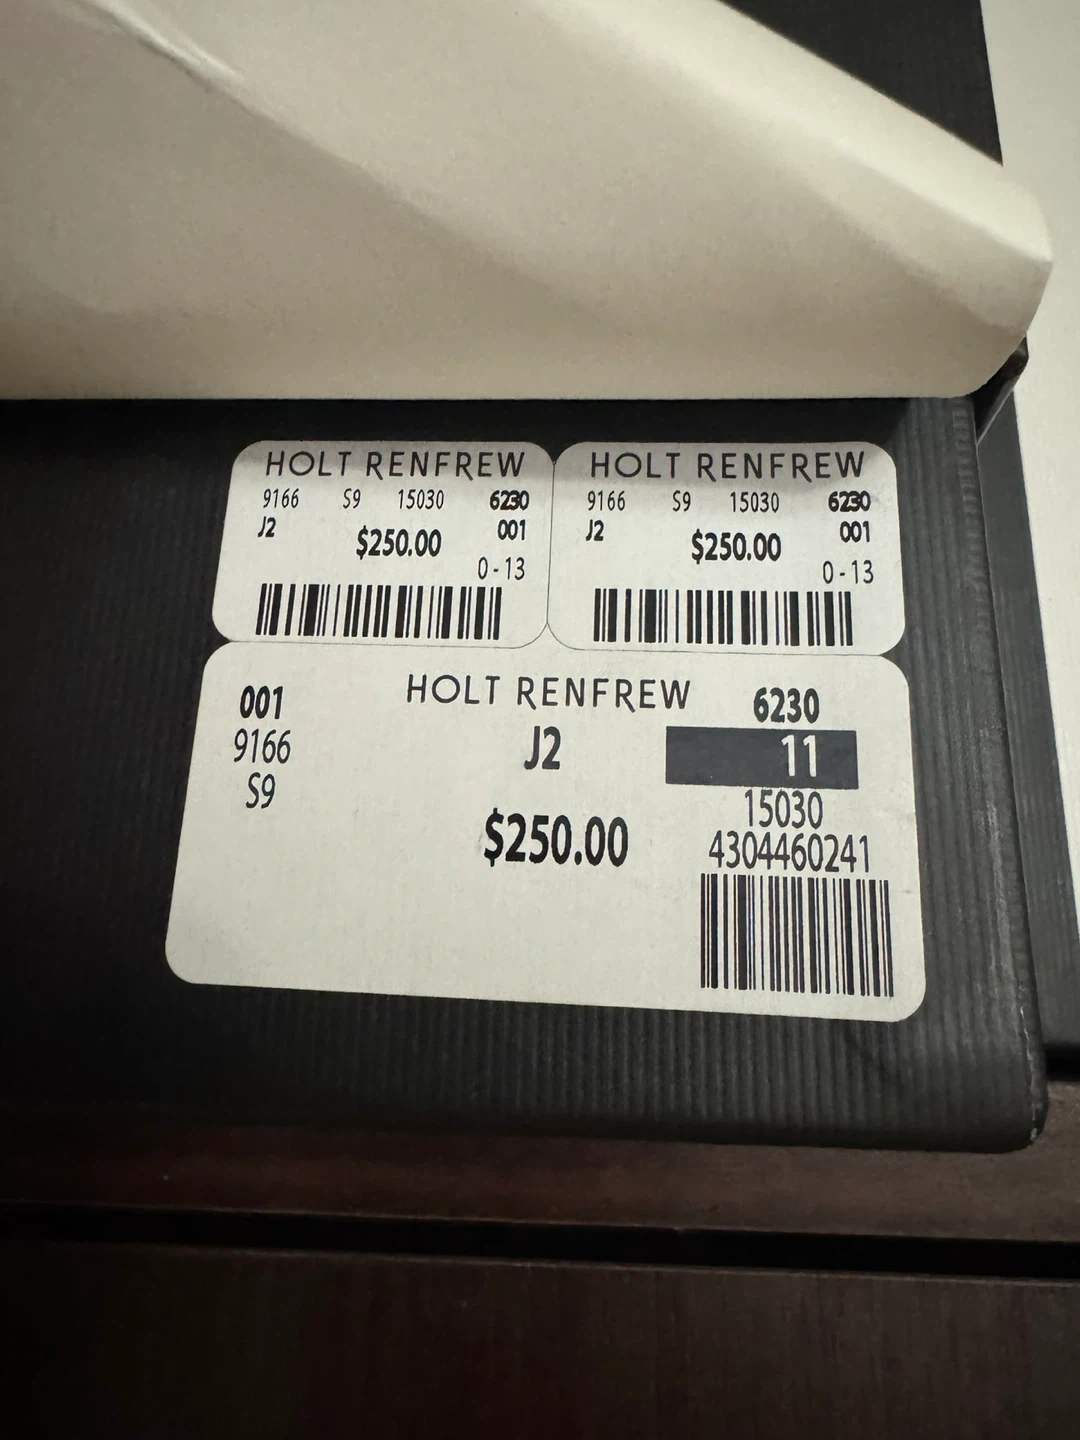 HOLT RENFREW
9166 S9 15030 6230
J2 001
$250.00
0-13
HOLT RENFREW
9166 S9 15030 6230
J2 001
$250.00
0-13
HOLT RENFREW
001 6230
9166 J2 11
S9 15030
$250.00 4304460241